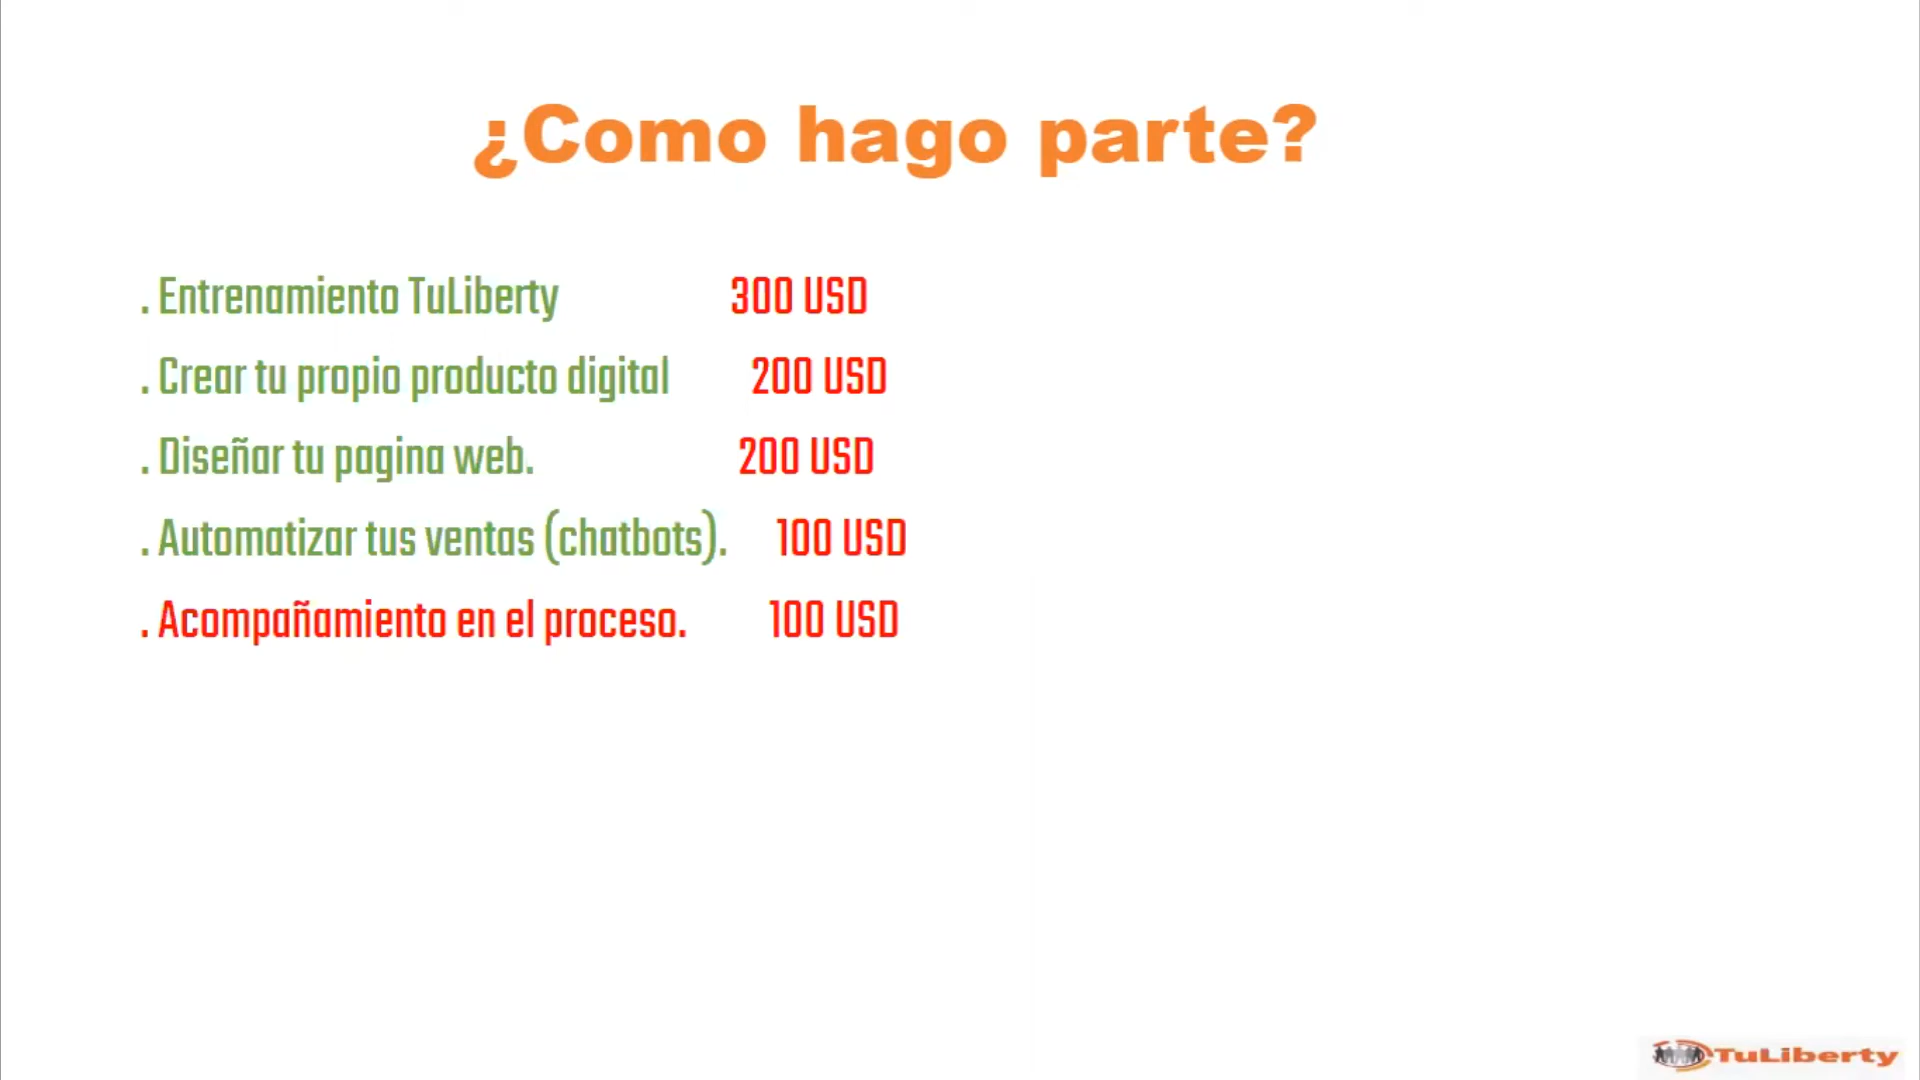 ¿Como hago parte?
. Entrenamiento TuLiberty 300 USD
. Crear tu propio producto digital 200 USD
. Diseñar tu pagina web. 200 USD
. Automatizar tus ventas (chatbots). 100 USD
. Acompañamiento en el proceso. 100 USD
TuLiberty